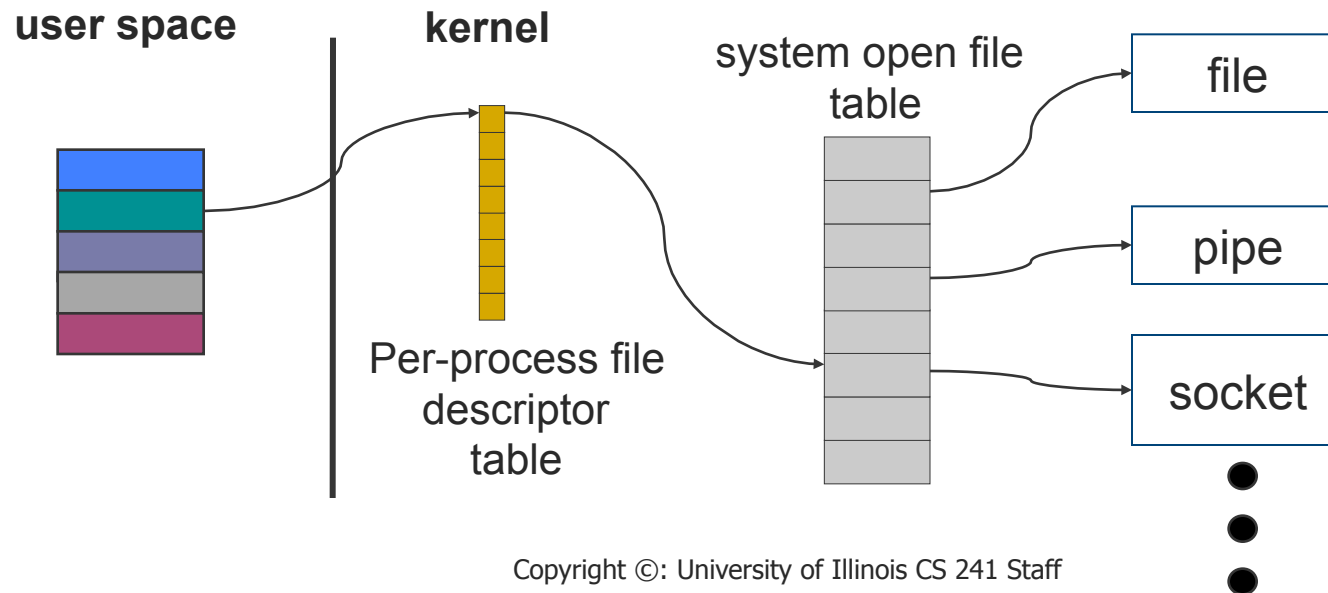 user space
kernel
system open file
table
file
pipe
socket
Per-process file
descriptor
table
Copyright ©: University of Illinois CS 241 Staff